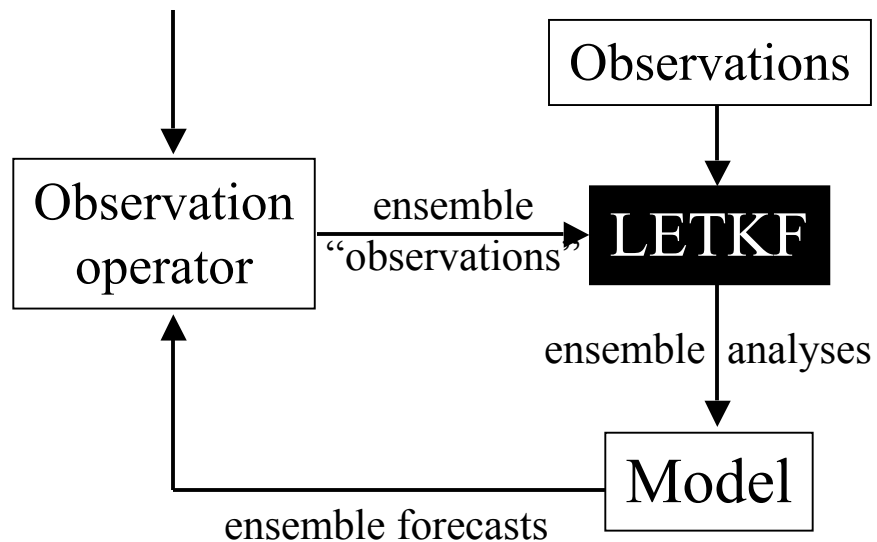 Observations
Observation
operator
ensemble
“observations”
LETKF
ensemble analyses
Model
ensemble forecasts